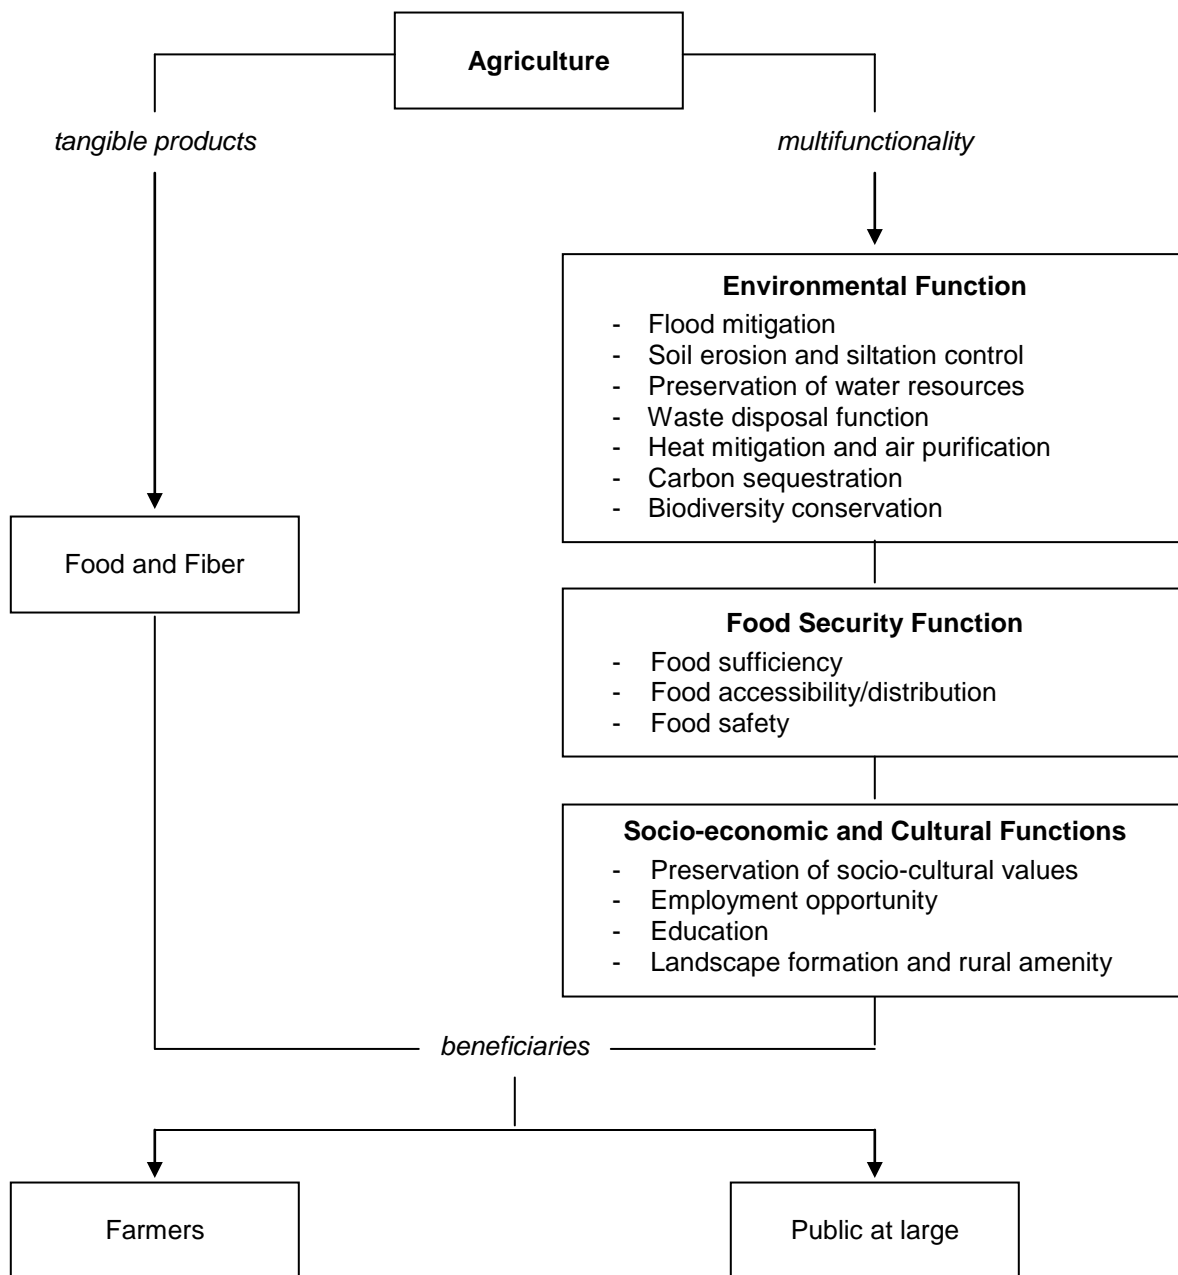 Agriculture
tangible products
multifunctionality
Environmental Function
- Flood mitigation
- Soil erosion and siltation control
- Preservation of water resources
- Waste disposal function
- Heat mitigation and air purification
- Carbon sequestration
- Biodiversity conservation
Food and Fiber
Food Security Function
- Food sufficiency
- Food accessibility/distribution
- Food safety
Socio-economic and Cultural Functions
- Preservation of socio-cultural values
- Employment opportunity
- Education
- Landscape formation and rural amenity
beneficiaries
Farmers
Public at large